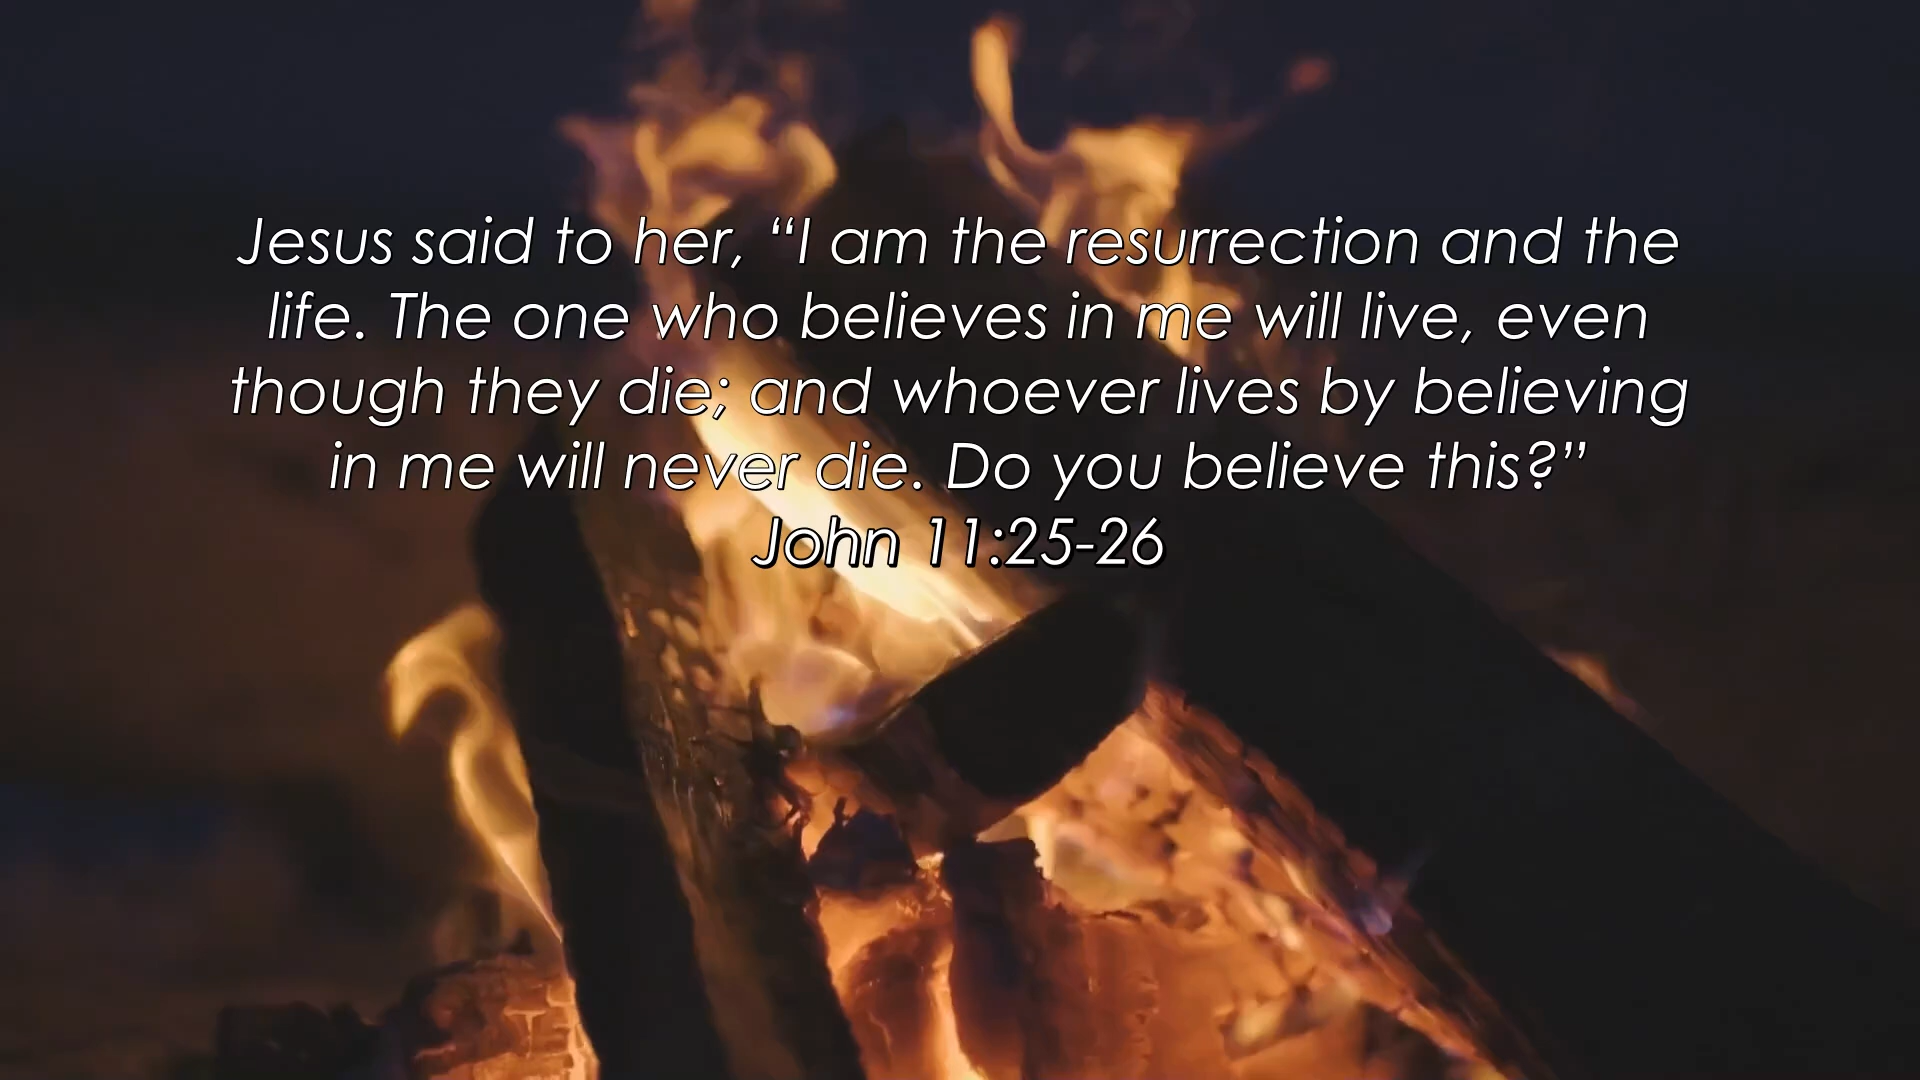 Jesus said to her, “I am the resurrection and the
life. The one who believes in me will live, even
though they die; and whoever lives by believing
in me will never die. Do you believe this?”
John 11:25-26